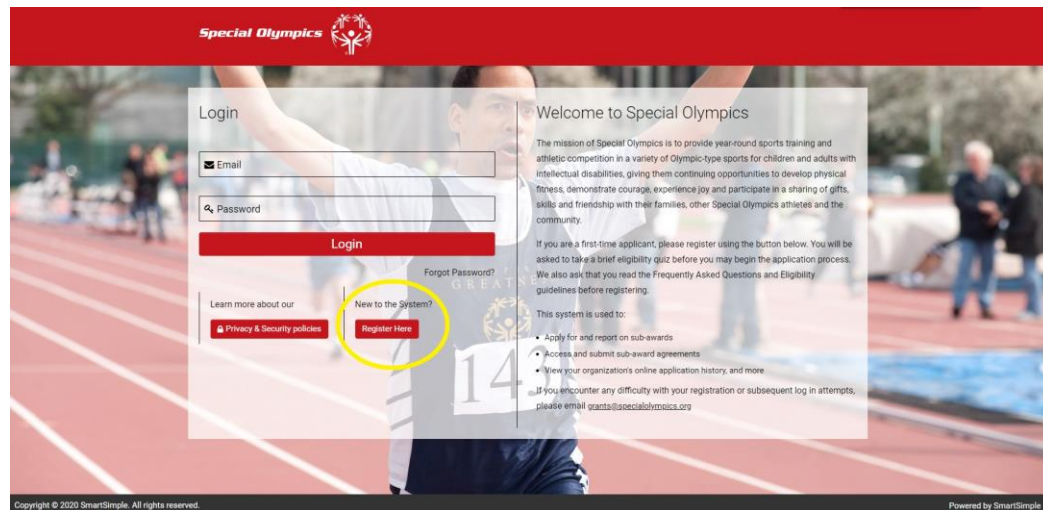 Special Olympics
Login
Email
Password
Login
Forgot Password?
Learn more about our
Privacy & Security policies
New to the System?
Register Here
Welcome to Special Olympics
The mission of Special Olympics is to provide year-round sports training and
athletic competition in a variety of Olympic-type sports for children and adults with
intellectual disabilities, giving them continuing opportunities to develop physical
fitness, demonstrate courage, experience joy and participate in a sharing of gifts,
skills and friendship with their families, other Special Olympics athletes and the
community.
If you are a first-time applicant, please register using the button below. You will be
asked to take a brief eligibility quiz before you may begin the application process.
We also ask that you read the Frequently Asked Questions and Eligibility
guidelines before registering.
This system is used to:
• Apply for and report on sub-awards
• Access and submit sub-award agreements
• View your organization's online application history, and more
If you encounter any difficulty with your registration or subsequent log in attempts,
please email grants@specialolympics.org
GREATNESS
143
Copyright © 2020 SmartSimple. All rights reserved.
Powered by SmartSimple